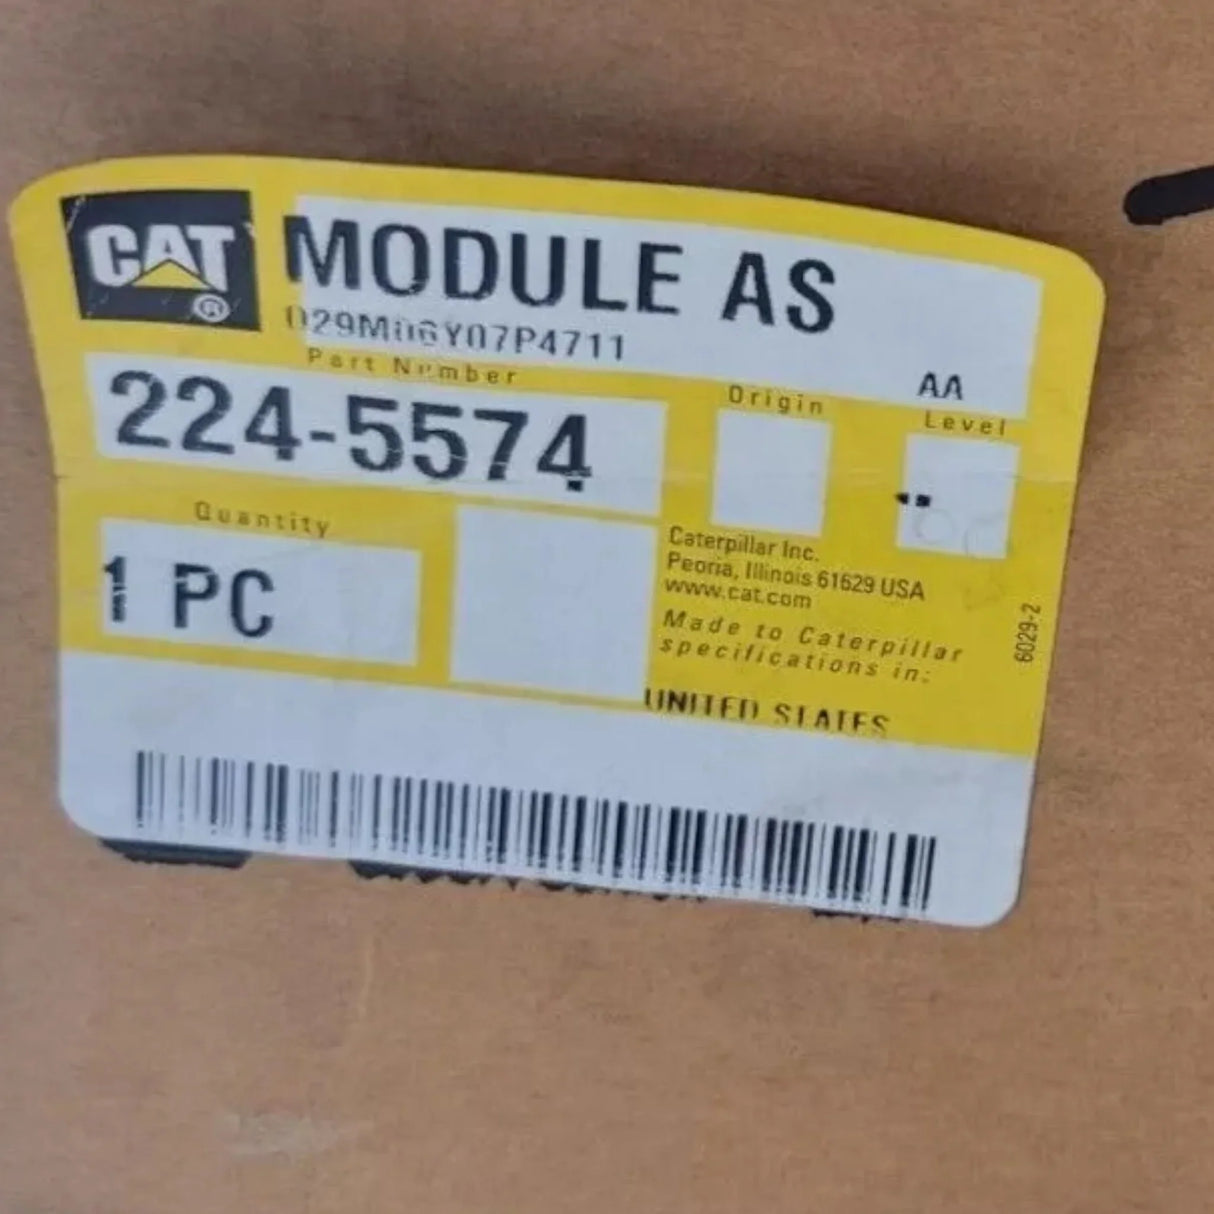 CAT®
MODULE AS
029M06Y07P4711
AA
Part Number
Origin
Level
224-5574
Quantity
1 PC
Caterpillar Inc.
Peoria, Illinois 61629 USA
www.cat.com
Made to Caterpillar
specifications in:
UNITED STATES
6029-2